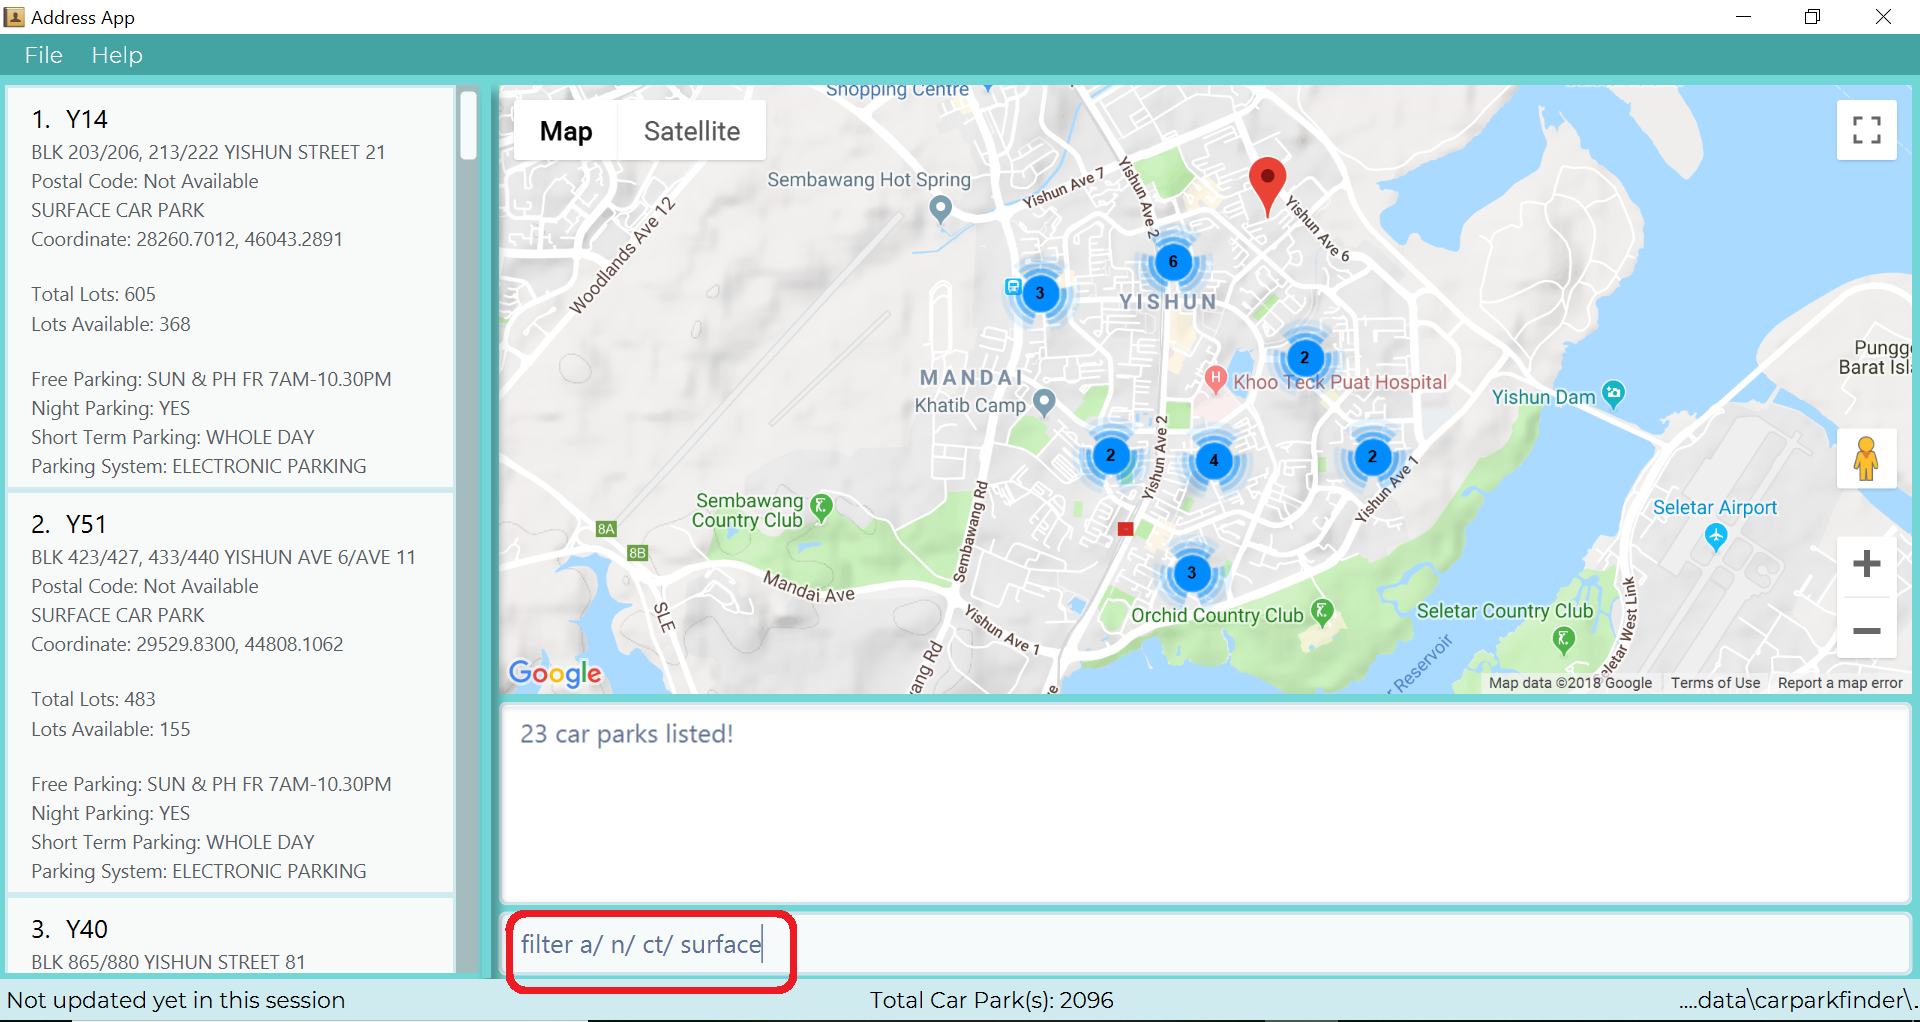 Address App
File Help
1. Y14
BLK 203/206, 213/222 YISHUN STREET 21
Postal Code: Not Available
SURFACE CAR PARK
Coordinate: 28260.7012, 46043.2891
Total Lots: 605
Lots Available: 368
Free Parking: SUN & PH FR 7AM-10.30PM
Night Parking: YES
Short Term Parking: WHOLE DAY
Parking System: ELECTRONIC PARKING
2. Y51
BLK 423/427, 433/440 YISHUN AVE 6/AVE 11
Postal Code: Not Available
SURFACE CAR PARK
Coordinate: 29529.8300, 44808.1062
Total Lots: 483
Lots Available: 155
Free Parking: SUN & PH FR 7AM-10.30PM
Night Parking: YES
Short Term Parking: WHOLE DAY
Parking System: ELECTRONIC PARKING
3. Y40
BLK 865/880 YISHUN STREET 81
Shopping Centre
Map Satellite
Sembawang Hot Spring
Yishun Ave 7
Yishun Ave 2
Yishun Ave 6
Woodlands Ave 12
6
3
YISHUN
2
MANDAI
Khatib Camp
H
Khoo Teck Puat Hospital
Yishun Dam
Barat
2
4
2
Yishun Ave 2
Yishun Ave 1
Sembawang
Country Club
Sembawang Rd
Seletar Airport
8A
8B
3
Mandai Ave
SLE
Yishun Ave 1
Orchid Country Club
Seletar Country Club
Seletar West Link
Reservoir
ang Rd
Google
Map data ©2018 Google
Terms of Use
Report a map error
23 car parks listed!
filter a/ n/ ct/ surface
Not updated yet in this session
Total Car Park(s): 2096
....data\carparkfinder\.